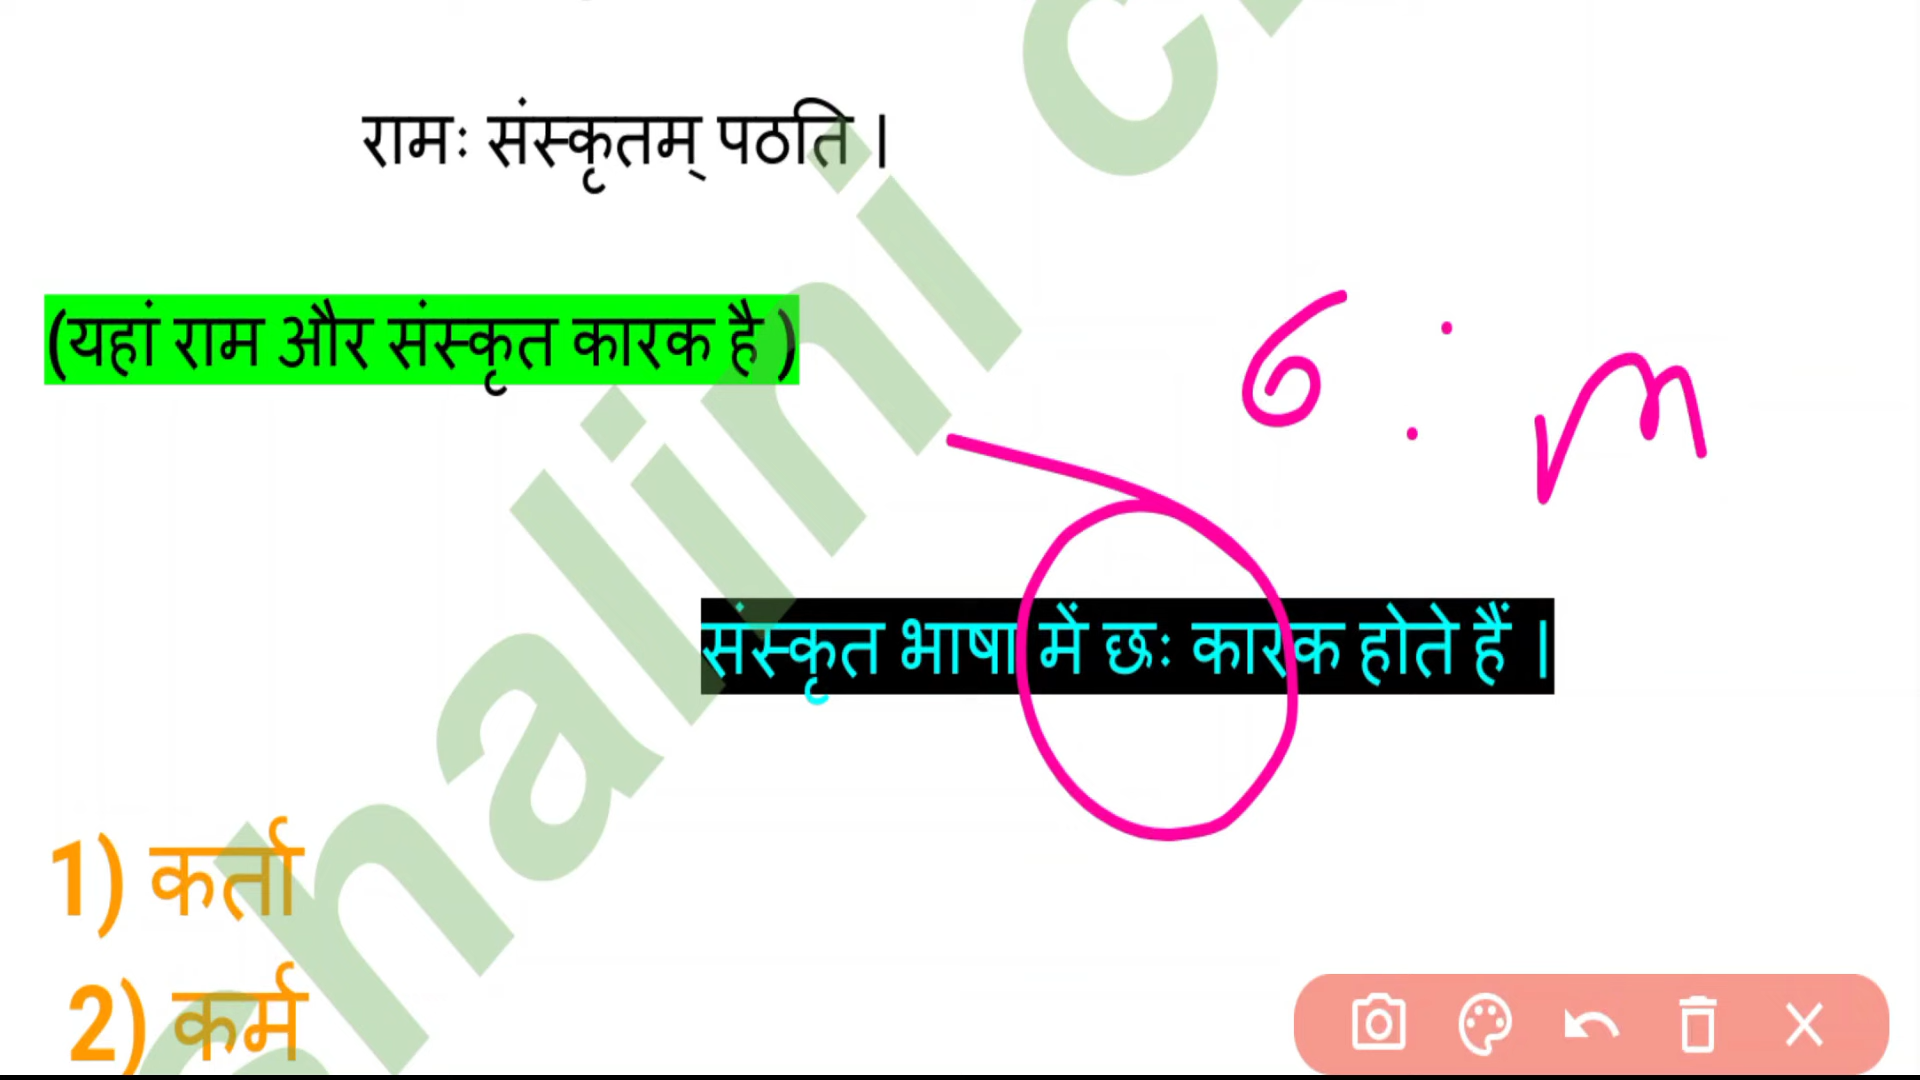 रामः संस्कृतम् पठति |
(यहां राम और संस्कृत कारक है )
6 :
संस्कृत भाषा में छः कारक होते हैं |
1) कर्ता
2) कर्म